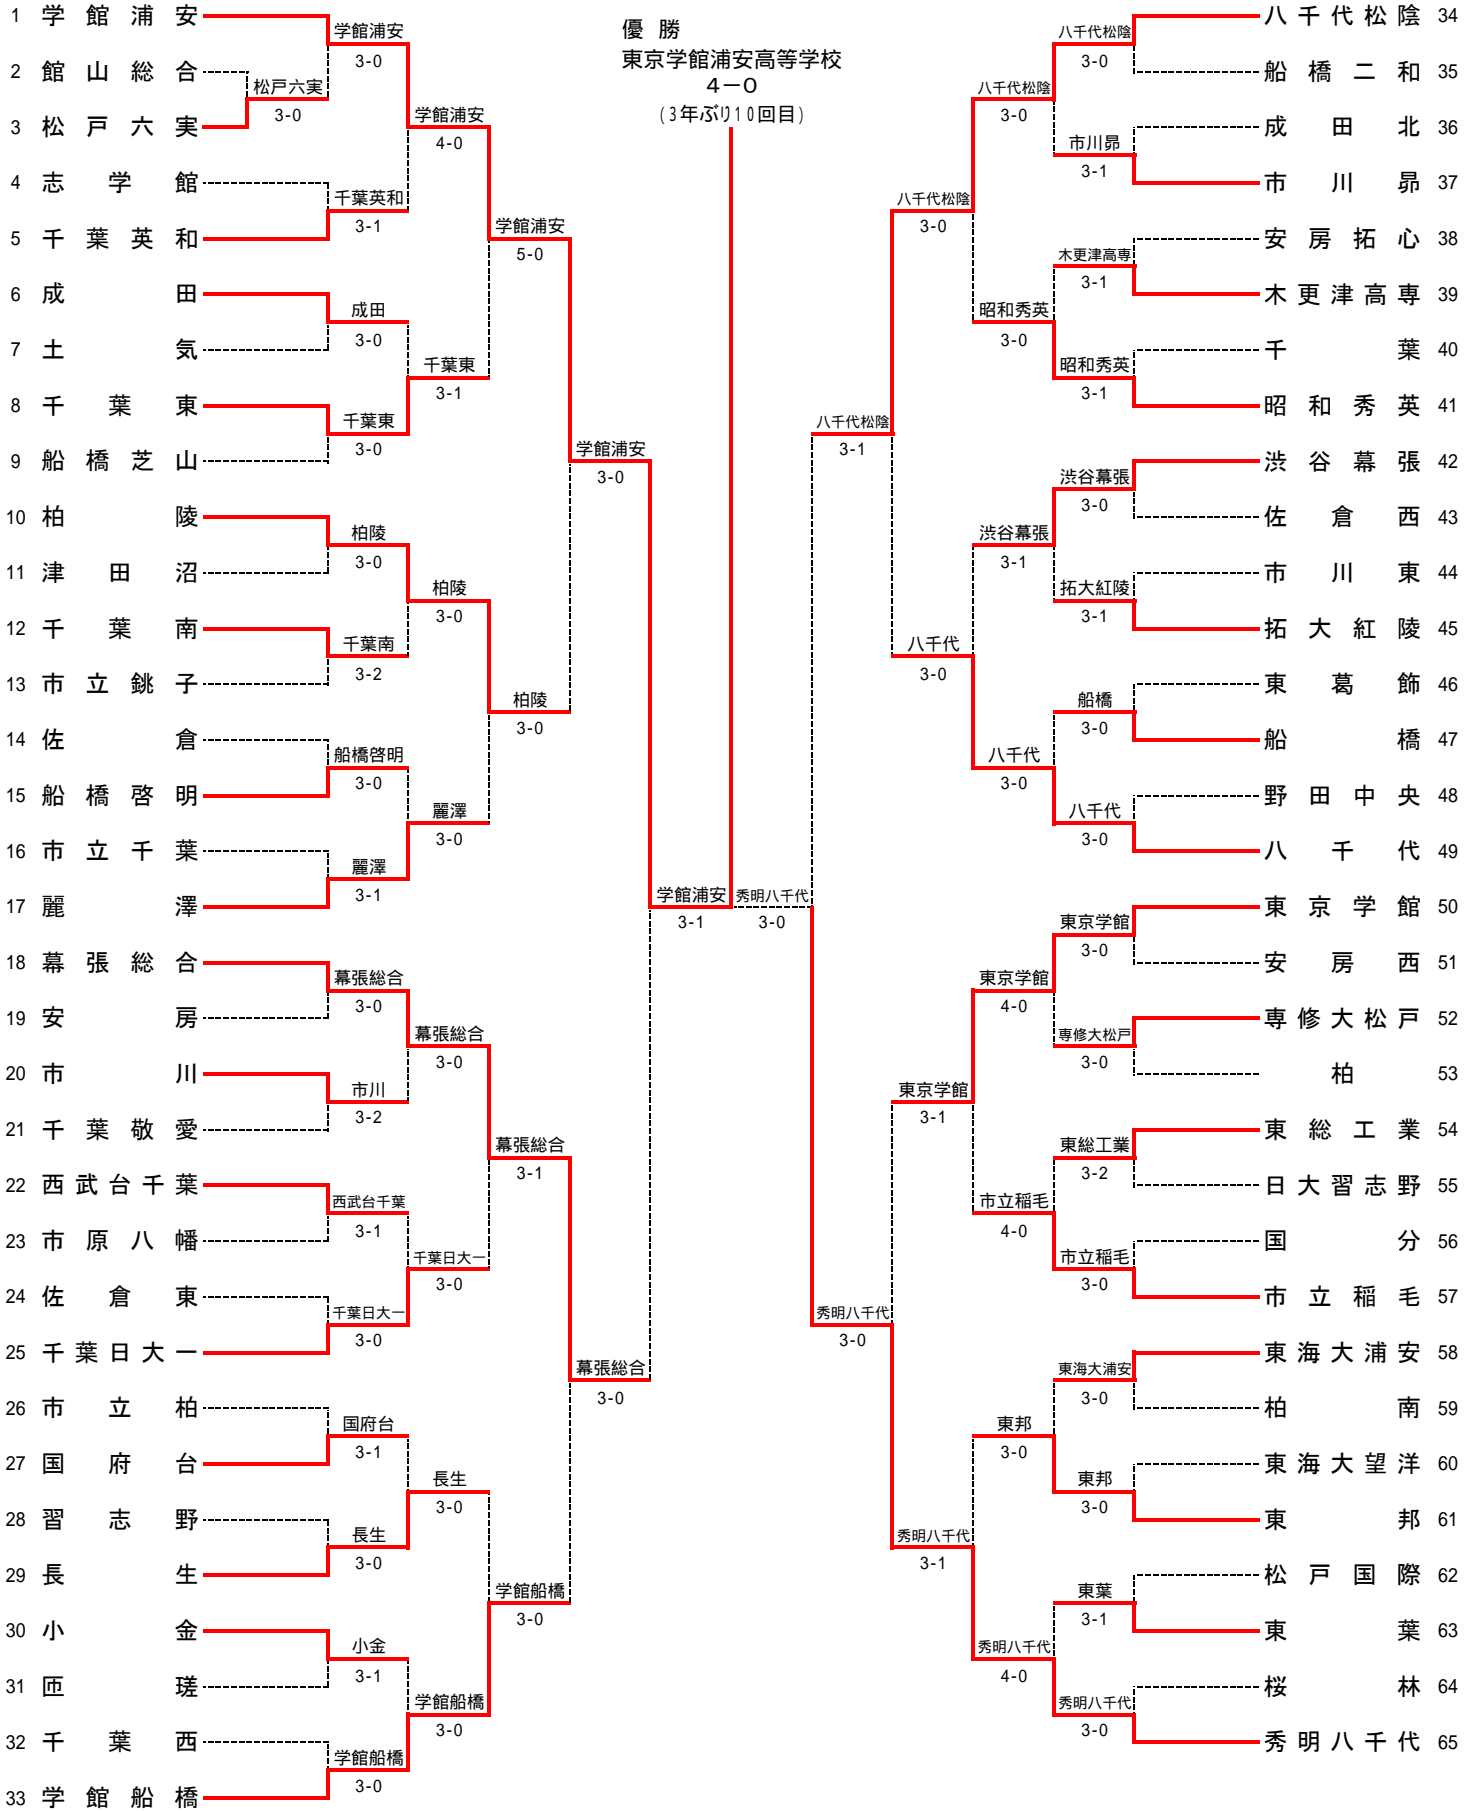 優勝
東京学館浦安高等学校
4−0
(3年ぶり10回目)
1 学館浦安
2 館山総合
3 松戸六実
4 志学館
5 千葉英和
6 成田
7 土気
8 千葉東
9 船橋芝山
10 柏陵
11 津田沼
12 千葉南
13 市立銚子
14 佐倉
15 船橋啓明
16 市立千葉
17 麗澤
18 幕張総合
19 安房
20 市川
21 千葉敬愛
22 西武台千葉
23 市原八幡
24 佐倉東
25 千葉日大一
26 市立柏
27 国府台
28 習志野
29 長生
30 小金
31 匝瑳
32 千葉西
33 学館船橋
松戸六実
3-0
学館浦安
3-0
千葉英和
3-1
成田
3-0
千葉東
3-0
柏陵
3-0
千葉南
3-2
船橋啓明
3-0
麗澤
3-1
幕張総合
3-0
市川
3-2
西武台千葉
3-1
千葉日大一
3-0
国府台
3-1
長生
3-0
小金
3-1
学館船橋
3-0
学館浦安
4-0
千葉東
3-1
柏陵
3-0
麗澤
3-0
幕張総合
3-0
千葉日大一
3-0
長生
3-0
学館船橋
3-0
学館浦安
5-0
柏陵
3-0
幕張総合
3-1
学館船橋
3-0
学館浦安
3-0
幕張総合
3-0
学館浦安
3-1
秀明八千代
3-0
八千代松陰
3-1
秀明八千代
3-0
八千代松陰
3-0
八千代
3-0
東京学館
3-1
秀明八千代
3-1
八千代松陰
3-0
昭和秀英
3-0
渋谷幕張
3-1
八千代
3-0
東京学館
4-0
市立稲毛
4-0
東邦
3-0
秀明八千代
4-0
八千代松陰
3-0
市川昴
3-1
木更津高専
3-1
昭和秀英
3-1
渋谷幕張
3-0
拓大紅陵
3-1
船橋
3-0
八千代
3-0
東京学館
3-0
専修大松戸
3-0
東総工業
3-2
市立稲毛
3-0
東海大浦安
3-0
東邦
3-0
東葉
3-1
秀明八千代
3-0
八千代松陰 34
船橋二和 35
成田北 36
市川昴 37
安房拓心 38
木更津高専 39
千葉 40
昭和秀英 41
渋谷幕張 42
佐倉西 43
市川東 44
拓大紅陵 45
東葛飾 46
船橋 47
野田中央 48
八千代 49
東京学館 50
安房西 51
専修大松戸 52
柏 53
東総工業 54
日大習志野 55
国分 56
市立稲毛 57
東海大浦安 58
柏南 59
東海大望洋 60
東邦 61
松戸国際 62
東葉 63
桜林 64
秀明八千代 65